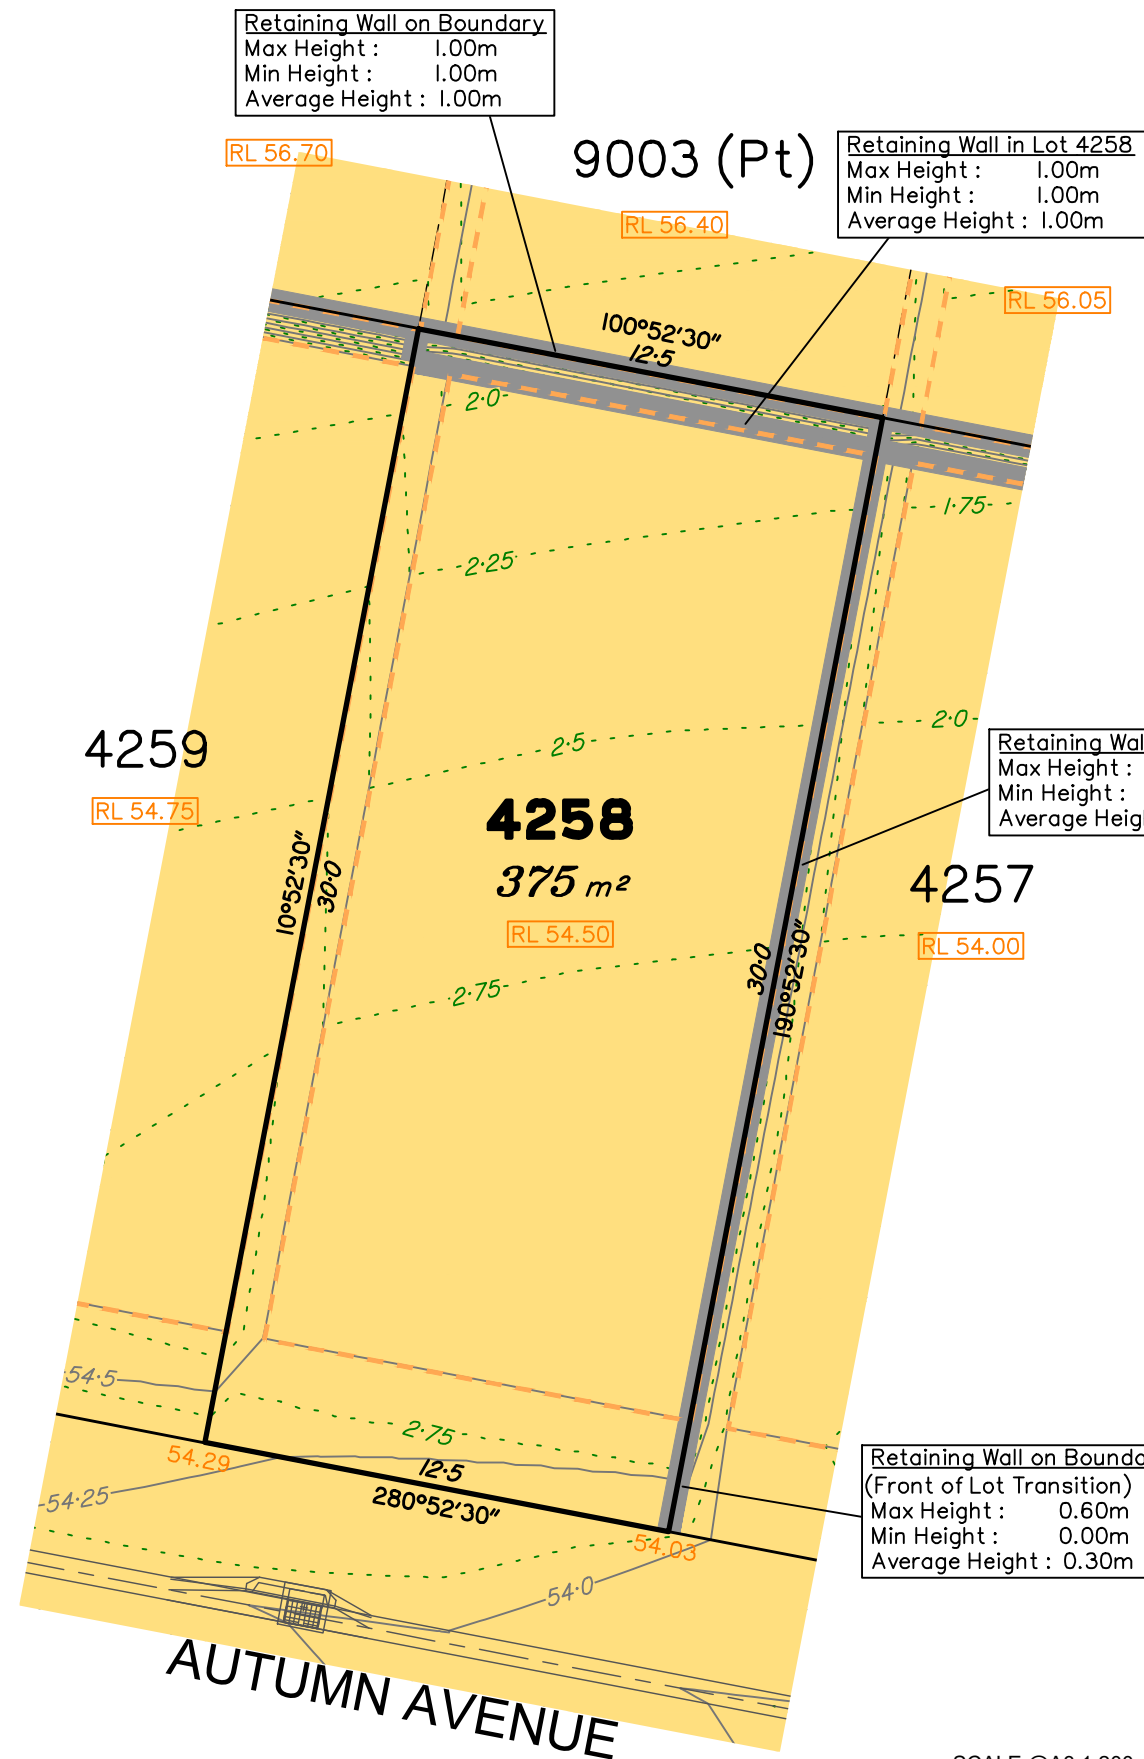 Retaining Wall on Boundary
Max Height : 1.00m
Min Height : 1.00m
Average Height : 1.00m
RL 56.70
9003 (Pt)
Retaining Wall in Lot 4258
Max Height : 1.00m
Min Height : 1.00m
Average Height : 1.00m
RL 56.40
RL 56.05
100°52'30"
12·5
2·0
1·75
2·25
2·0
2·5
4259
RL 54.75
Retaining
Max Height :
Min Height :
Average
4258
375 m²
RL 54.50
10°52'30"
30·0
4257
RL 54.00
30·0
190°52'30"
2·75
54·5
2·75
54.29
12·5
280°52'30"
54·25
54.03
54·0
Retaining Wall on
(Front of Lot Transition)
Max Height : 0.60m
Min Height : 0.00m
Average Height : 0.30m
AUTUMN AVENUE